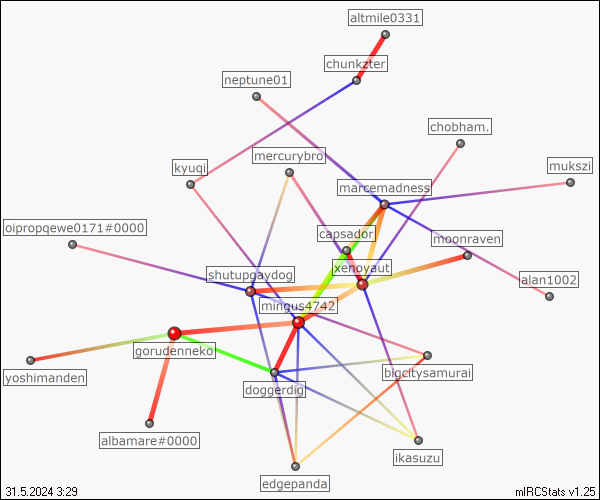 altmile0331
chunkzter
neptune01
chobham.
mercurybro
kyuqi
mukszi
marcemadness
oipropqewe0171#0000
capsador
moonraven
xenoyaut
shutupgaydog
alan1002
mingus4742
gorudenneko
yoshimanden
bigcitysamurai
doggerdig
albamare#0000
ikasuzu
edgepanda
31.5.2024 3:29
mIRCStats v1.25